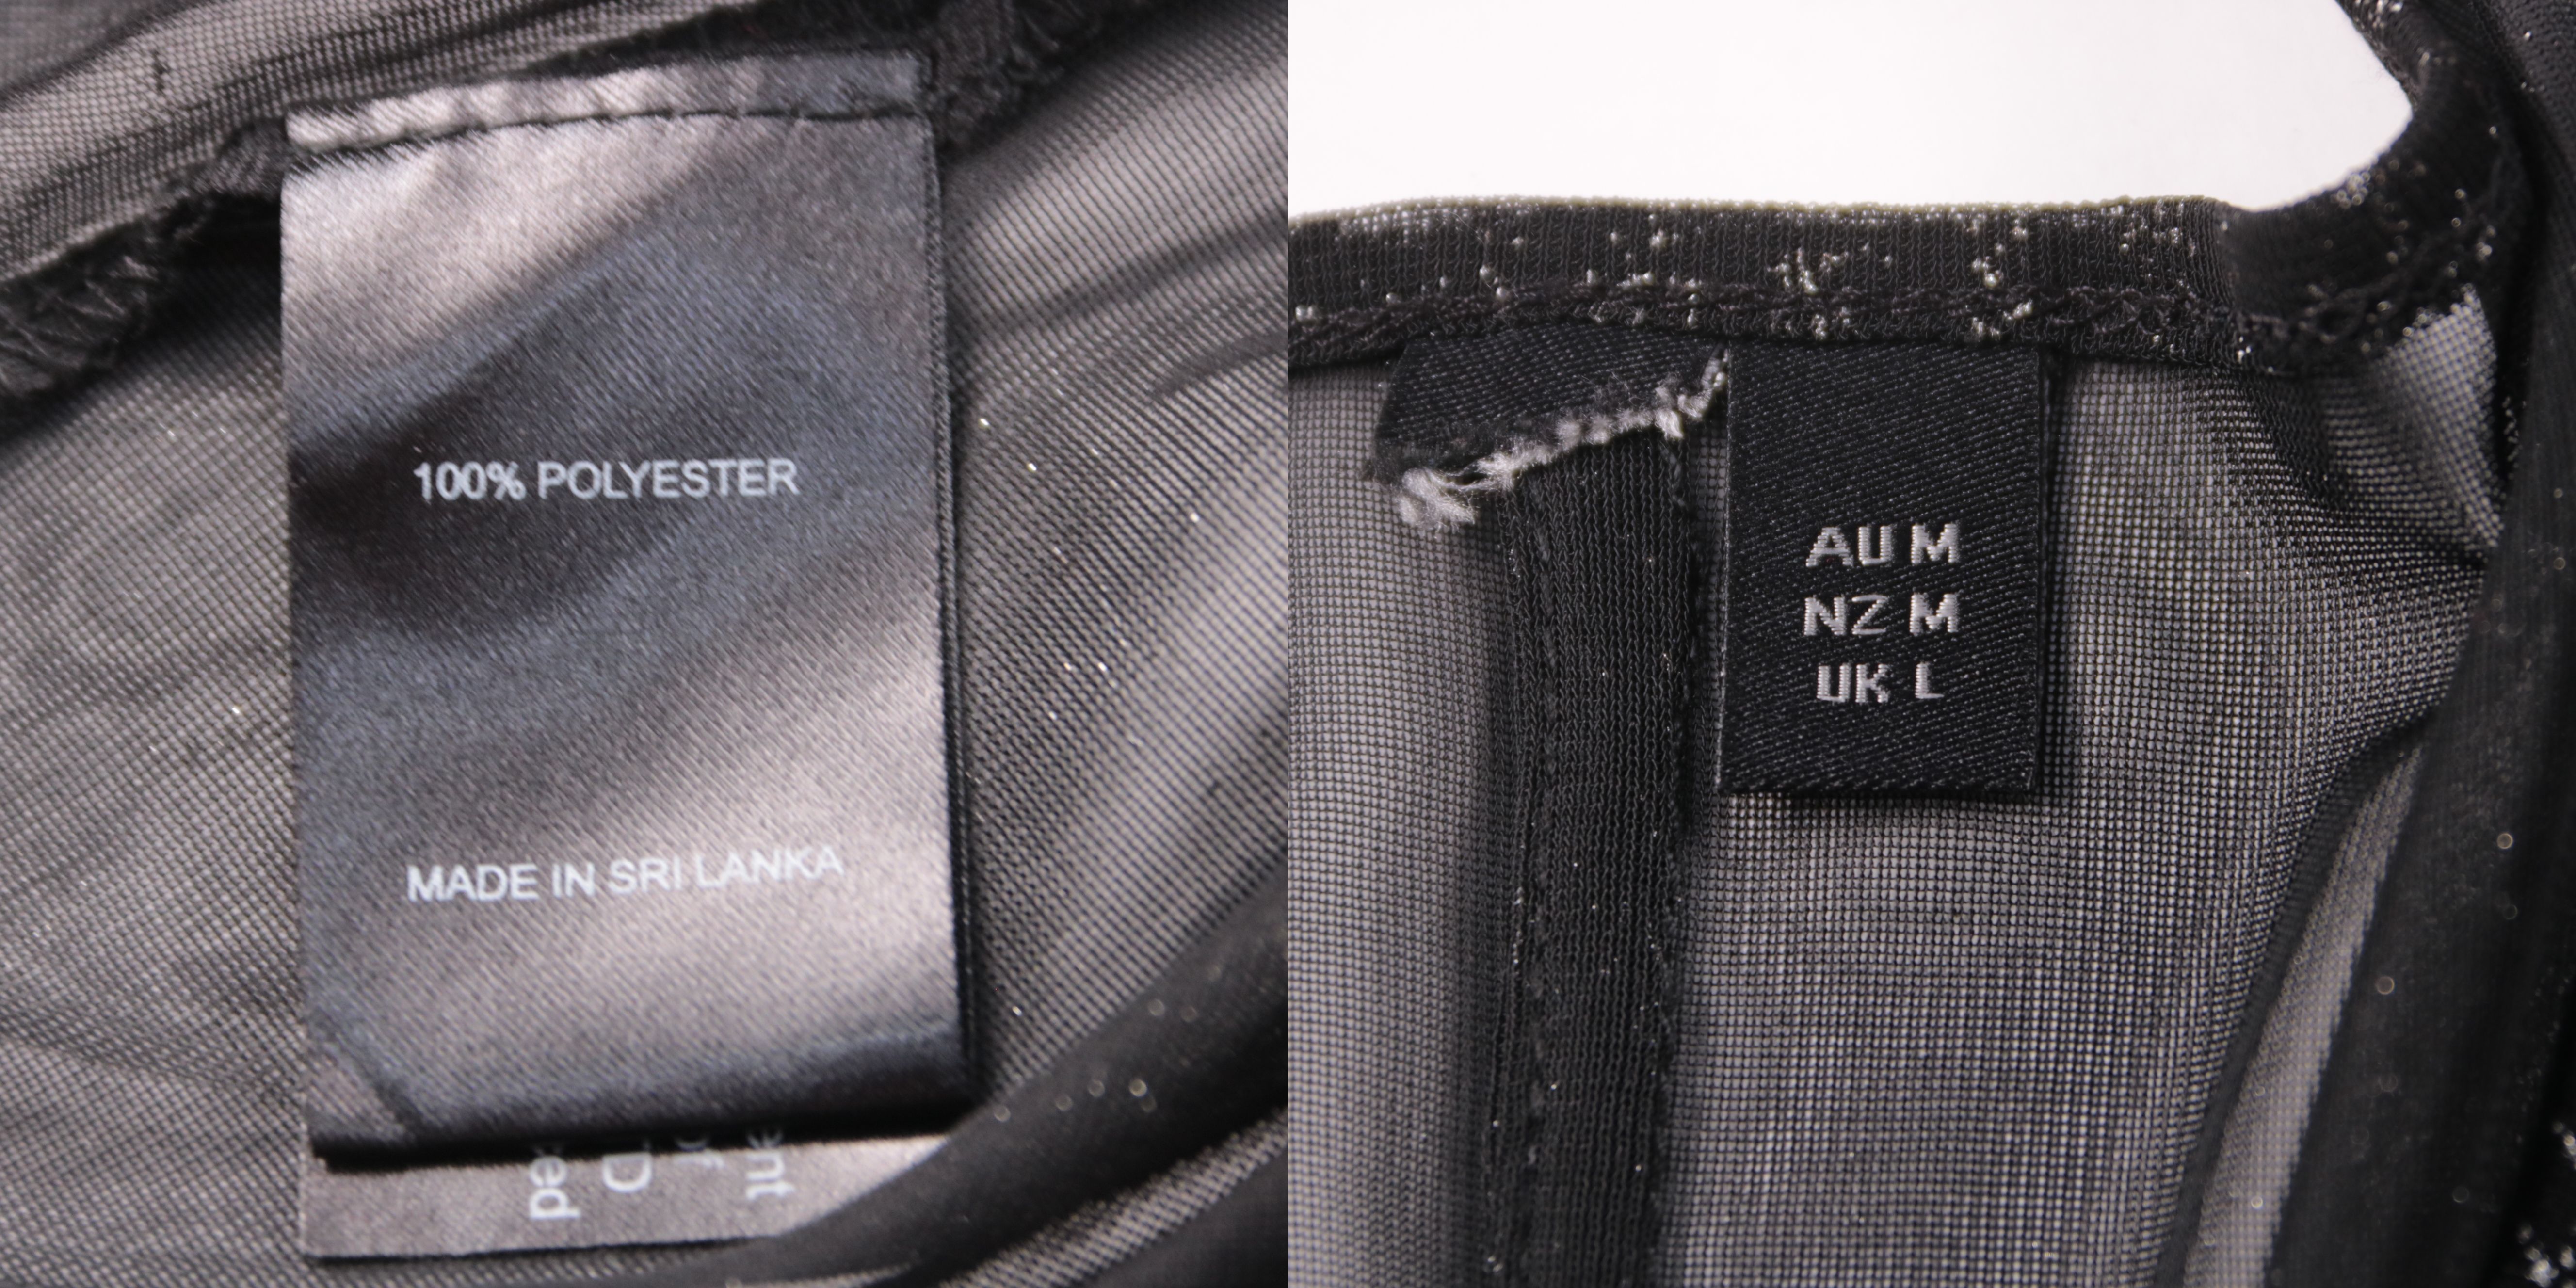 100% POLYESTER
MADE IN SRI LANKA
AU M
NZ M
UK L